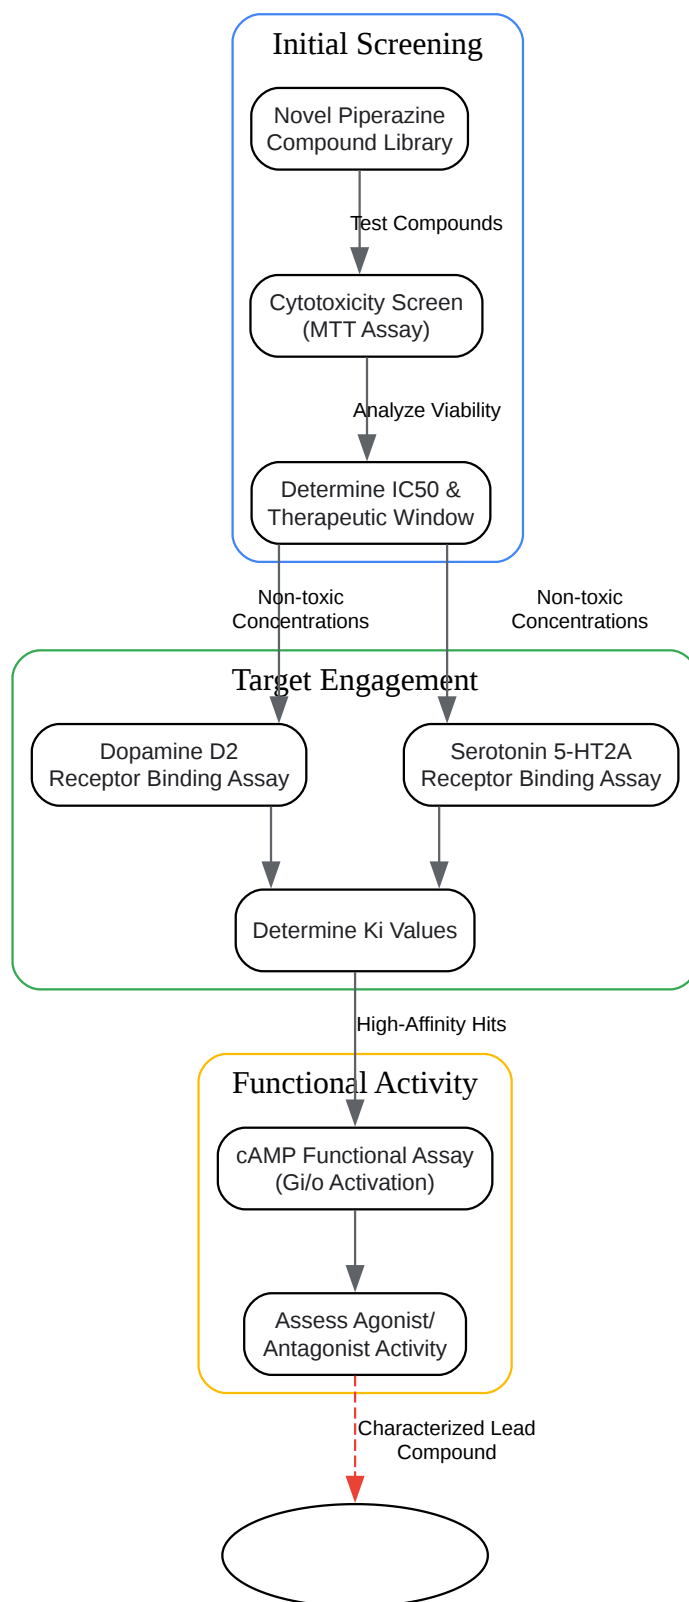 Initial Screening
Novel Piperazine
Compound Library
Test Compounds
Cytotoxicity Screen
(MTT Assay)
Analyze Viability
Determine IC50 &
Therapeutic Window
Non-toxic
Concentrations
Non-toxic
Concentrations
Target Engagement
Dopamine D2
Receptor Binding Assay
Serotonin 5-HT2A
Receptor Binding Assay
Determine Ki Values
High-Affinity Hits
Functional Activity
cAMP Functional Assay
(Gi/o Activation)
Assess Agonist/
Antagonist Activity
Characterized Lead
Compound